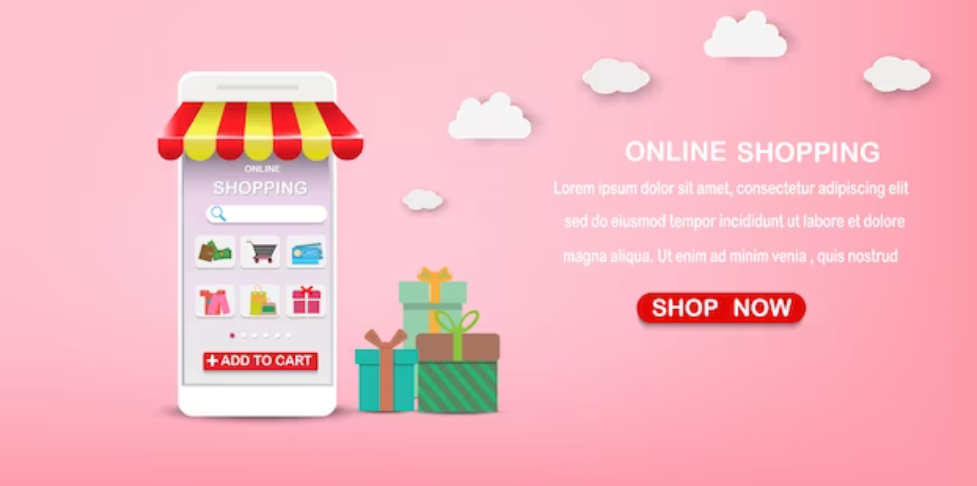 ONLINE
SHOPPING
CARD
+ ADD TO CART
ONLINE SHOPPING
Lorem ipsum dolor sit amet, consectetur adipiscing elit
sed do eiusmod tempor incididunt ut labore et dolore
magna aliqua. Ut enim ad minim venia , quis nostrud
SHOP NOW